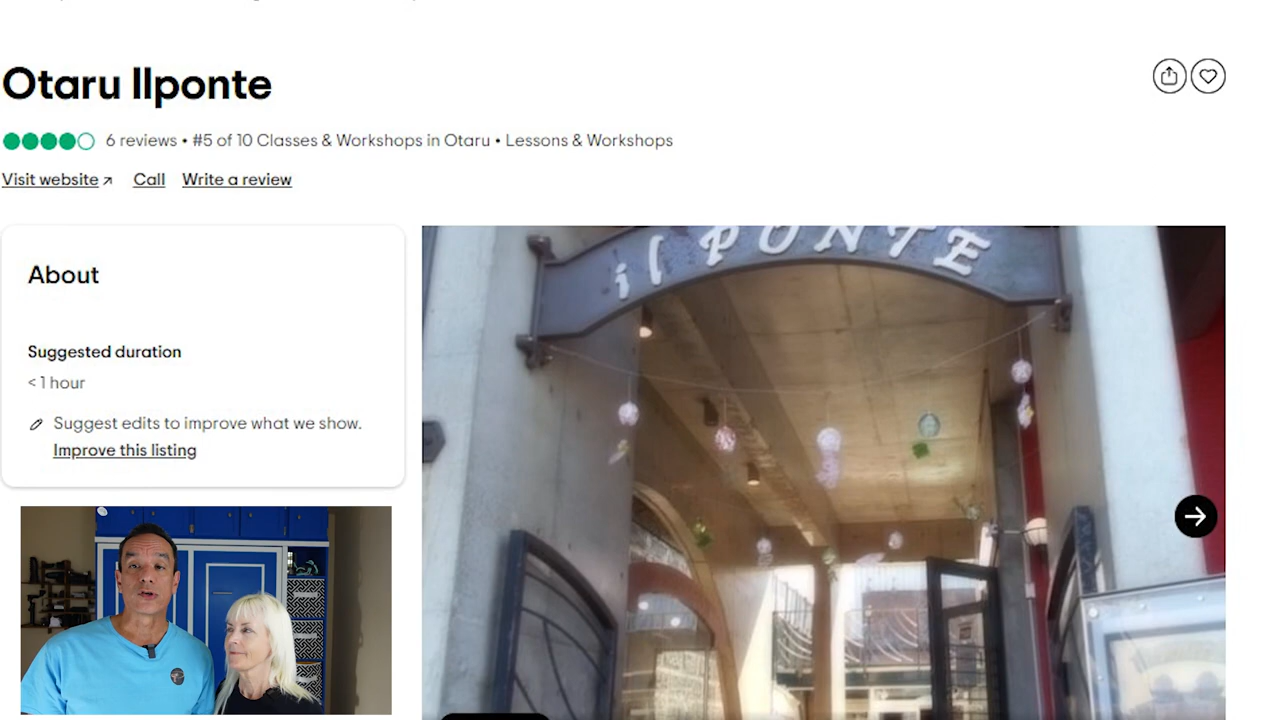 Otaru Ilponte
6 reviews • #5 of 10 Classes & Workshops in Otaru • Lessons & Workshops
Visit website Call Write a review
il PONTE
About
Suggested duration
< 1 hour
Suggest edits to improve what we show.
Improve this listing